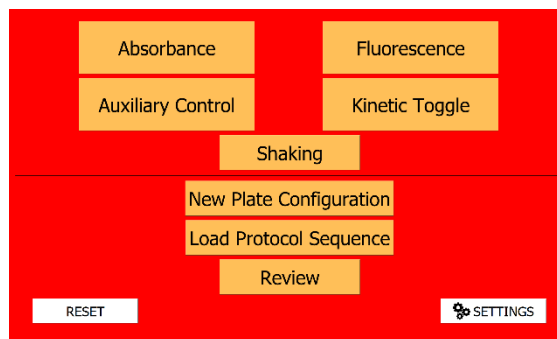 Absorbance
Fluorescence
Auxiliary Control
Kinetic Toggle
Shaking
New Plate Configuration
Load Protocol Sequence
Review
RESET
SETTINGS